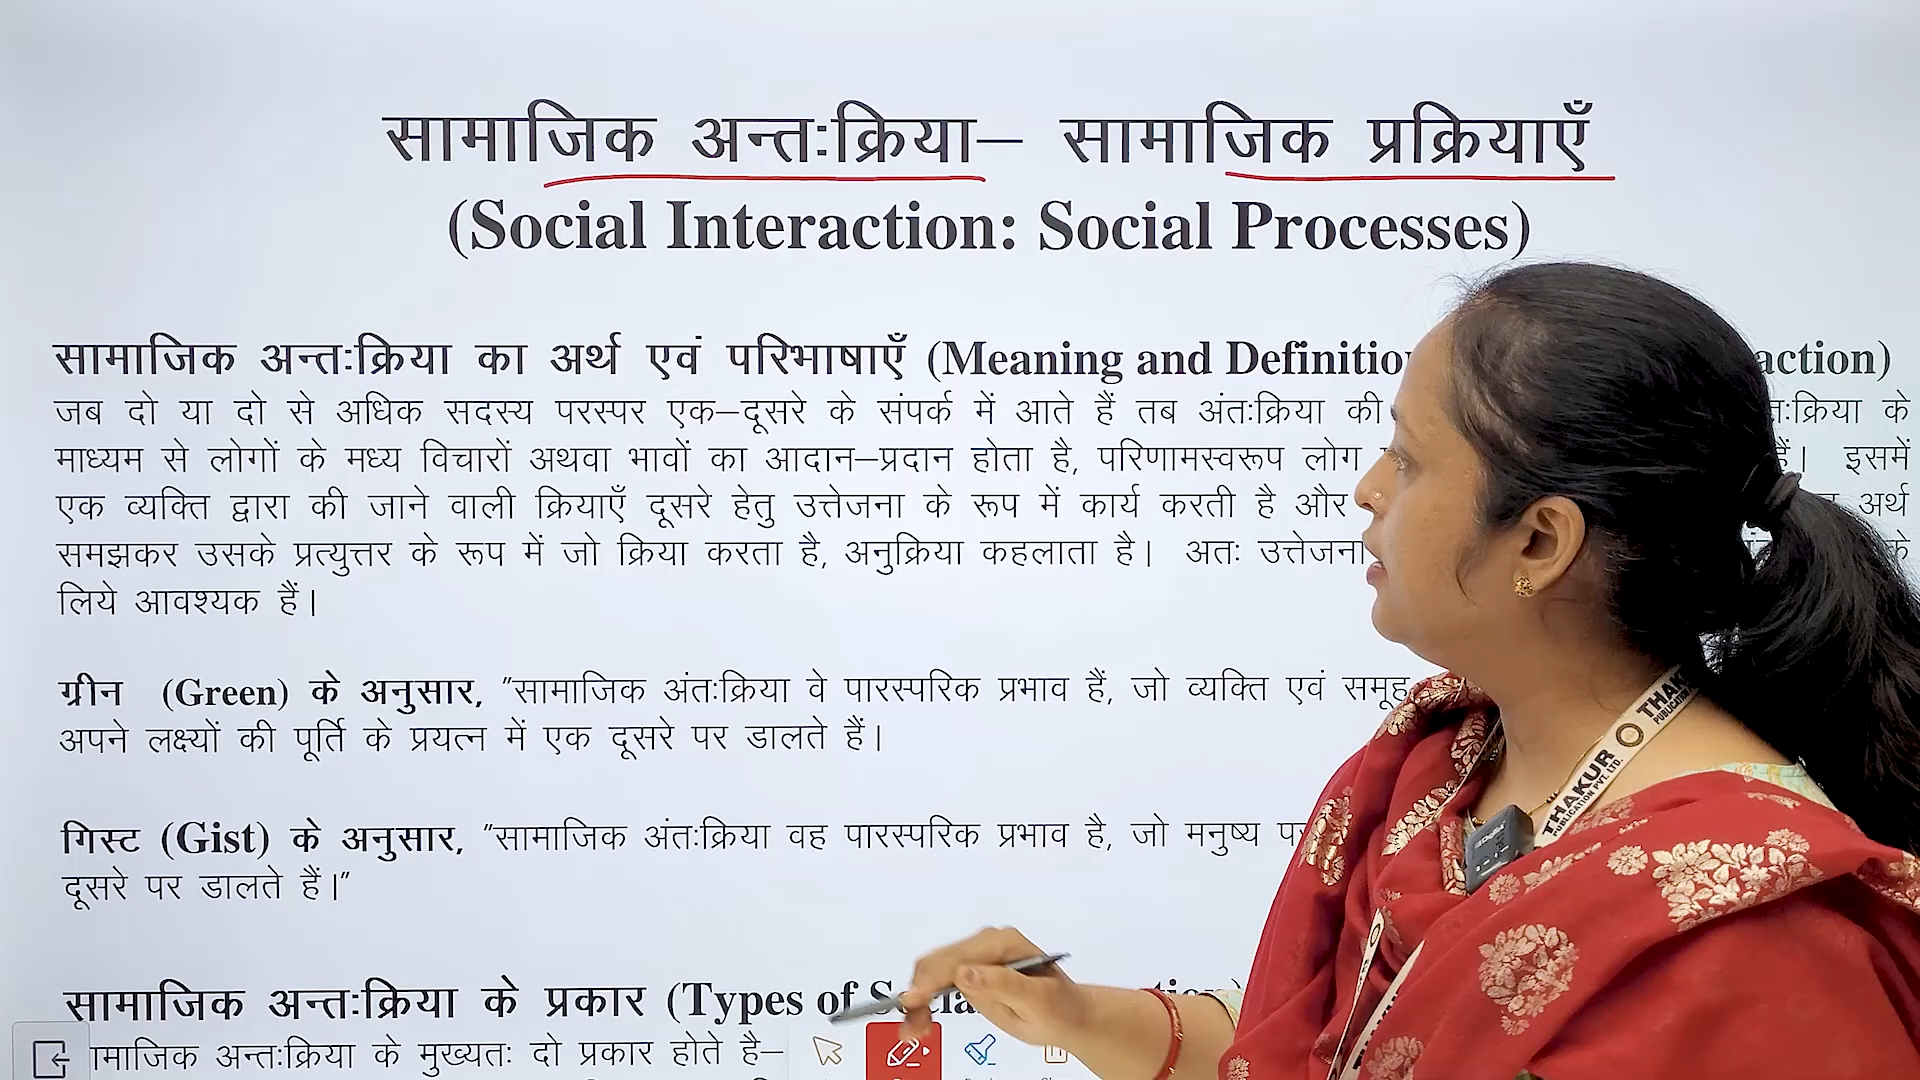 सामाजिक अन्तःक्रिया– सामाजिक प्रक्रियाएँ
(Social Interaction: Social Processes)
सामाजिक अन्तःक्रिया का अर्थ एवं परिभाषाएँ (Meaning and
जब दो या दो से अधिक सदस्य परस्पर एक–दूसरे के संपर्क में आते हैं तब अंतःक्रिया की के
माध्यम से लोगों के मध्य विचारों अथवा भावों का आदान–प्रदान होता है, परिणामस्वरूप लोग हैं। इसमें
एक व्यक्ति द्वारा की जाने वाली क्रियाएँ दूसरे हेतु उत्तेजना के रूप में कार्य करती है और अर्थ
समझकर उसके प्रत्युत्तर के रूप में जो क्रिया करता है, अनुक्रिया कहलाता है। अतः उत्तेजना
लिये आवश्यक हैं।
ग्रीन (Green) के अनुसार, "सामाजिक अंतःक्रिया वे पारस्परिक प्रभाव हैं, जो व्यक्ति एवं समूह
अपने लक्ष्यों की पूर्ति के प्रयत्न में एक दूसरे पर डालते हैं।
गिस्ट (Gist) के अनुसार, "सामाजिक अंतःक्रिया वह पारस्परिक प्रभाव है, जो मनुष्य
दूसरे पर डालते हैं।"
सामाजिक अन्तःक्रिया के प्रकार (Types of
सामाजिक अन्तःक्रिया के मुख्यतः दो प्रकार होते है–
THAKUR
PUBLICATION PVT. LTD.